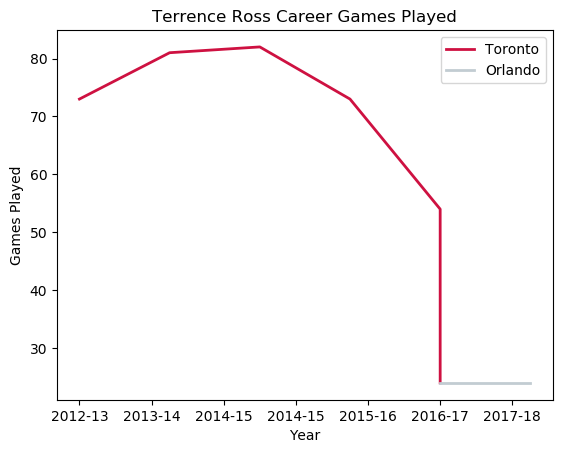 Terrence Ross Career Games Played
Toronto
Orlando
80
70
60
50
40
30
Games Played
2012-13 2013-14 2014-15 2014-15 2015-16 2016-17 2017-18
Year